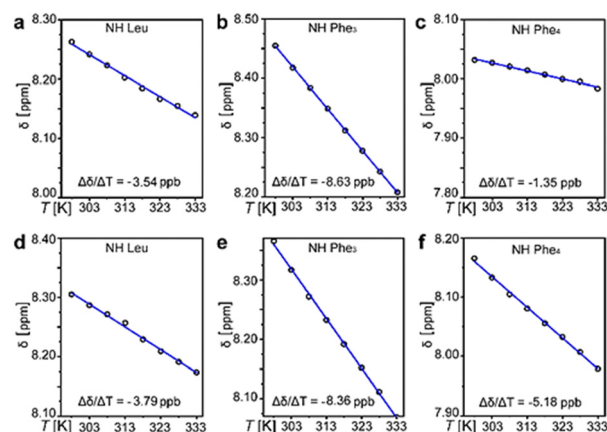 a
NH Leu
8.30
8.20
8.10
8.00
δ [ppm]
Δδ/ΔT = -3.54 ppb
T [K] 303 313 323 333
b
NH Phe₃
8.50
8.40
8.30
8.20
δ [ppm]
Δδ/ΔT = -8.63 ppb
T [K] 303 313 323 333
c
NH Phe₄
8.10
8.00
7.90
7.80
δ [ppm]
Δδ/ΔT = -1.35 ppb
T [K] 303 313 323 333
d
NH Leu
8.40
8.30
8.20
8.10
δ [ppm]
Δδ/ΔT = -3.79 ppb
T [K] 303 313 323 333
e
NH Phe₃
8.30
8.20
8.10
δ [ppm]
Δδ/ΔT = -8.36 ppb
T [K] 303 313 323 333
f
NH Phe₄
8.20
8.10
8.00
7.90
δ [ppm]
Δδ/ΔT = -5.18 ppb
T [K] 303 313 323 333